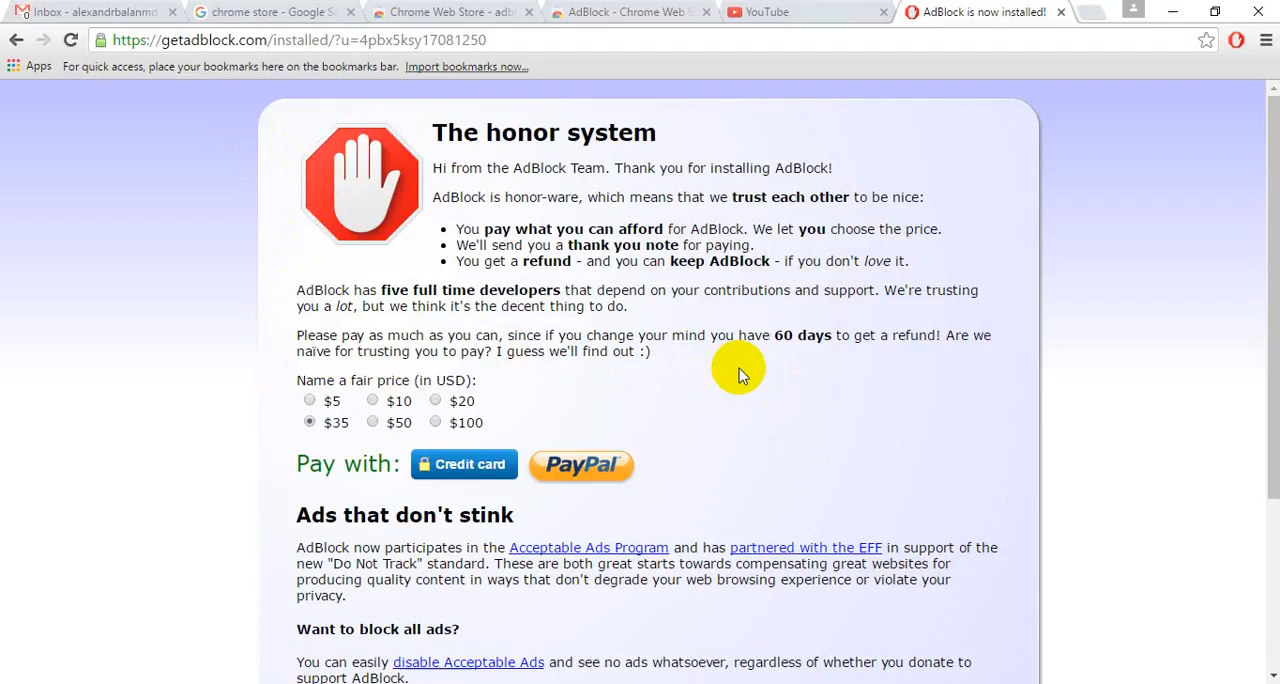 Inbox - alexandrbalanmd
chrome store - Google Se
Chrome Web Store - adb
AdBlock - Chrome Web S
YouTube
AdBlock is now installed!
https://getadblock.com/installed/?u=4pbx5ksy17081250
Apps For quick access, place your bookmarks here on the bookmarks bar. Import bookmarks now...
The honor system
Hi from the AdBlock Team. Thank you for installing AdBlock!
AdBlock is honor-ware, which means that we trust each other to be nice:
• You pay what you can afford for AdBlock. We let you choose the price.
• We'll send you a thank you note for paying.
• You get a refund - and you can keep AdBlock - if you don't love it.
AdBlock has five full time developers that depend on your contributions and support. We're trusting
you a lot, but we think it's the decent thing to do.
Please pay as much as you can, since if you change your mind you have 60 days to get a refund! Are we
naïve for trusting you to pay? I guess we'll find out :)
Name a fair price (in USD):
$5 $10 $20
$35 $50 $100
Pay with: Credit card PayPal
Ads that don't stink
AdBlock now participates in the Acceptable Ads Program and has partnered with the EFF in support of the
new "Do Not Track" standard. These are both great starts towards compensating great websites for
producing quality content in ways that don't degrade your web browsing experience or violate your
privacy.
Want to block all ads?
You can easily disable Acceptable Ads and see no ads whatsoever, regardless of whether you donate to
support AdBlock.